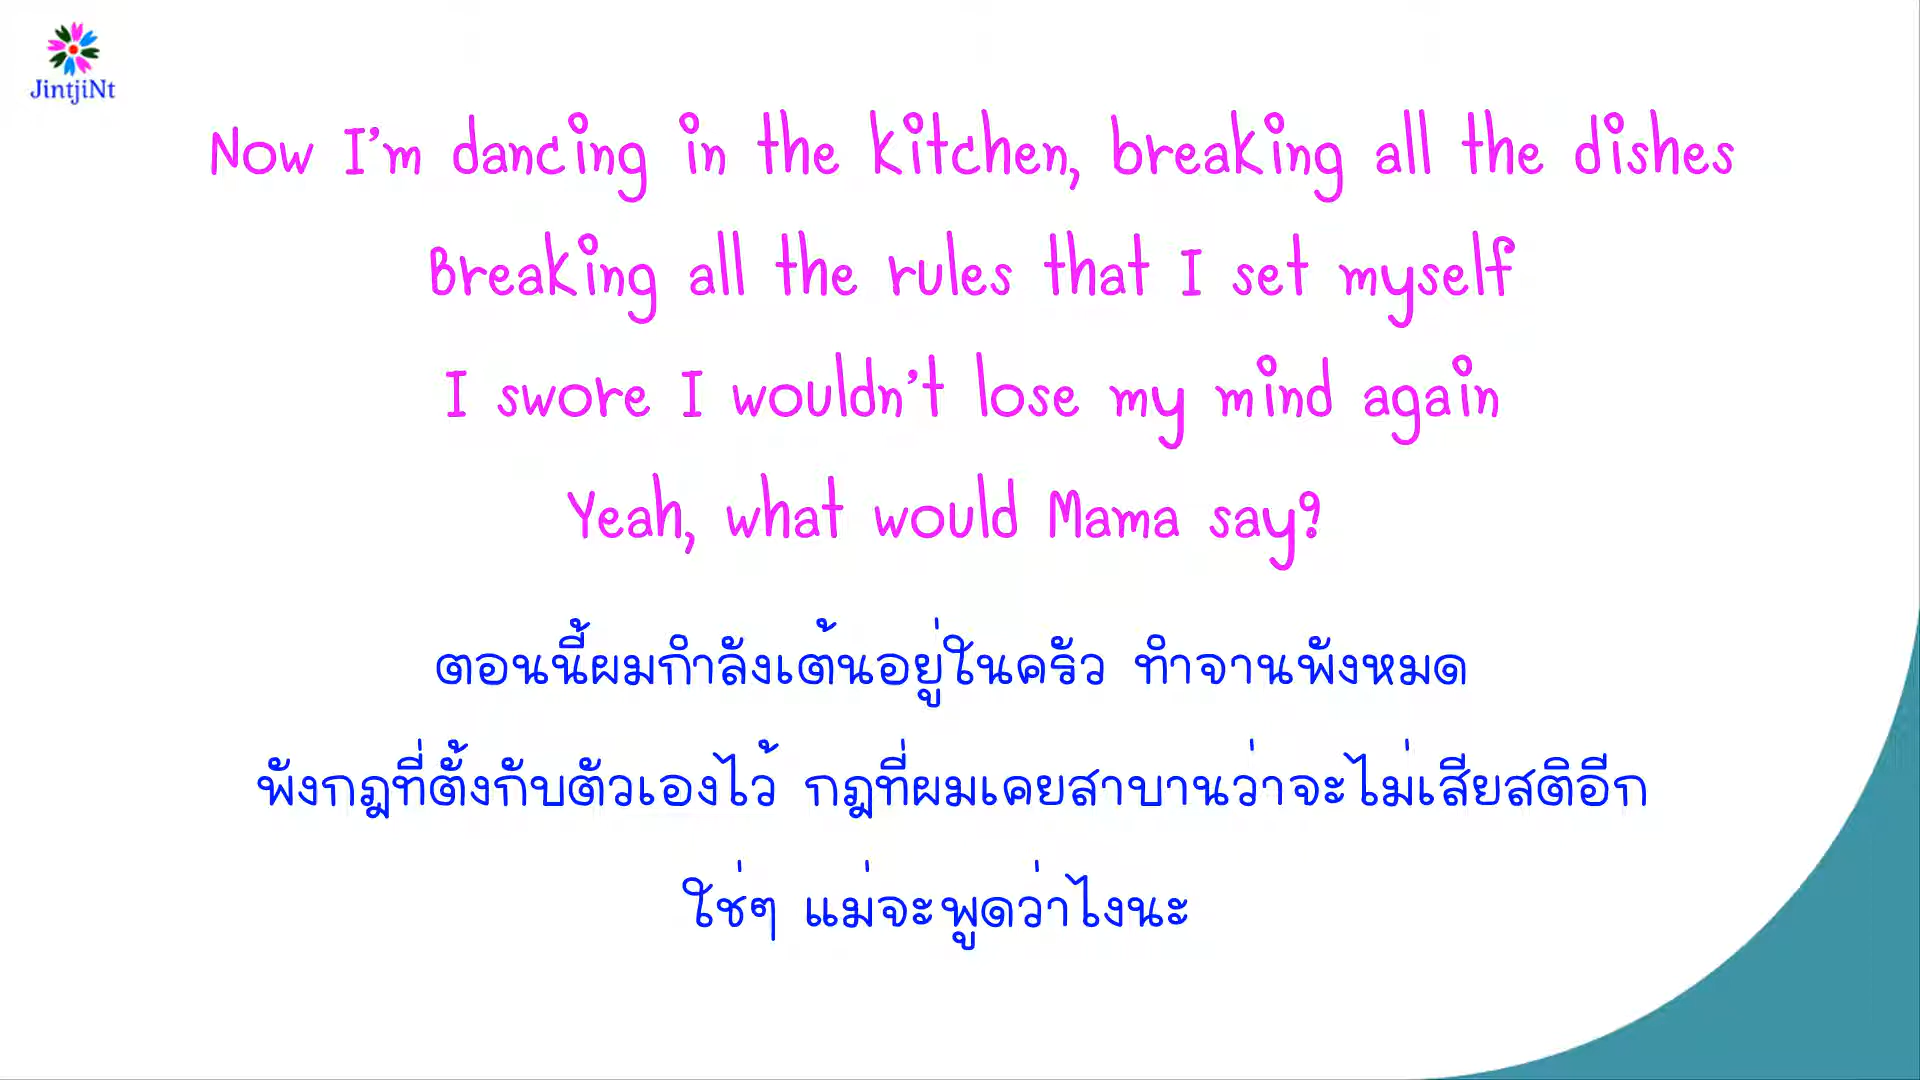 JintjiNt
Now I'm dancing in the kitchen, breaking all the dishes
Breaking all the rules that I set myself
I swore I wouldn't lose my mind again
Yeah, what would Mama say?
ตอนนี้ผมกำลังเต้นอยู่ในครัว ทำจานพังหมด
พังกฎที่ตั้งกับตัวเองไว้ กฎที่ผมเคยสาบานว่าจะไม่เสียสติอีก
ใช่ๆ แม่จะพูดว่าไงนะ